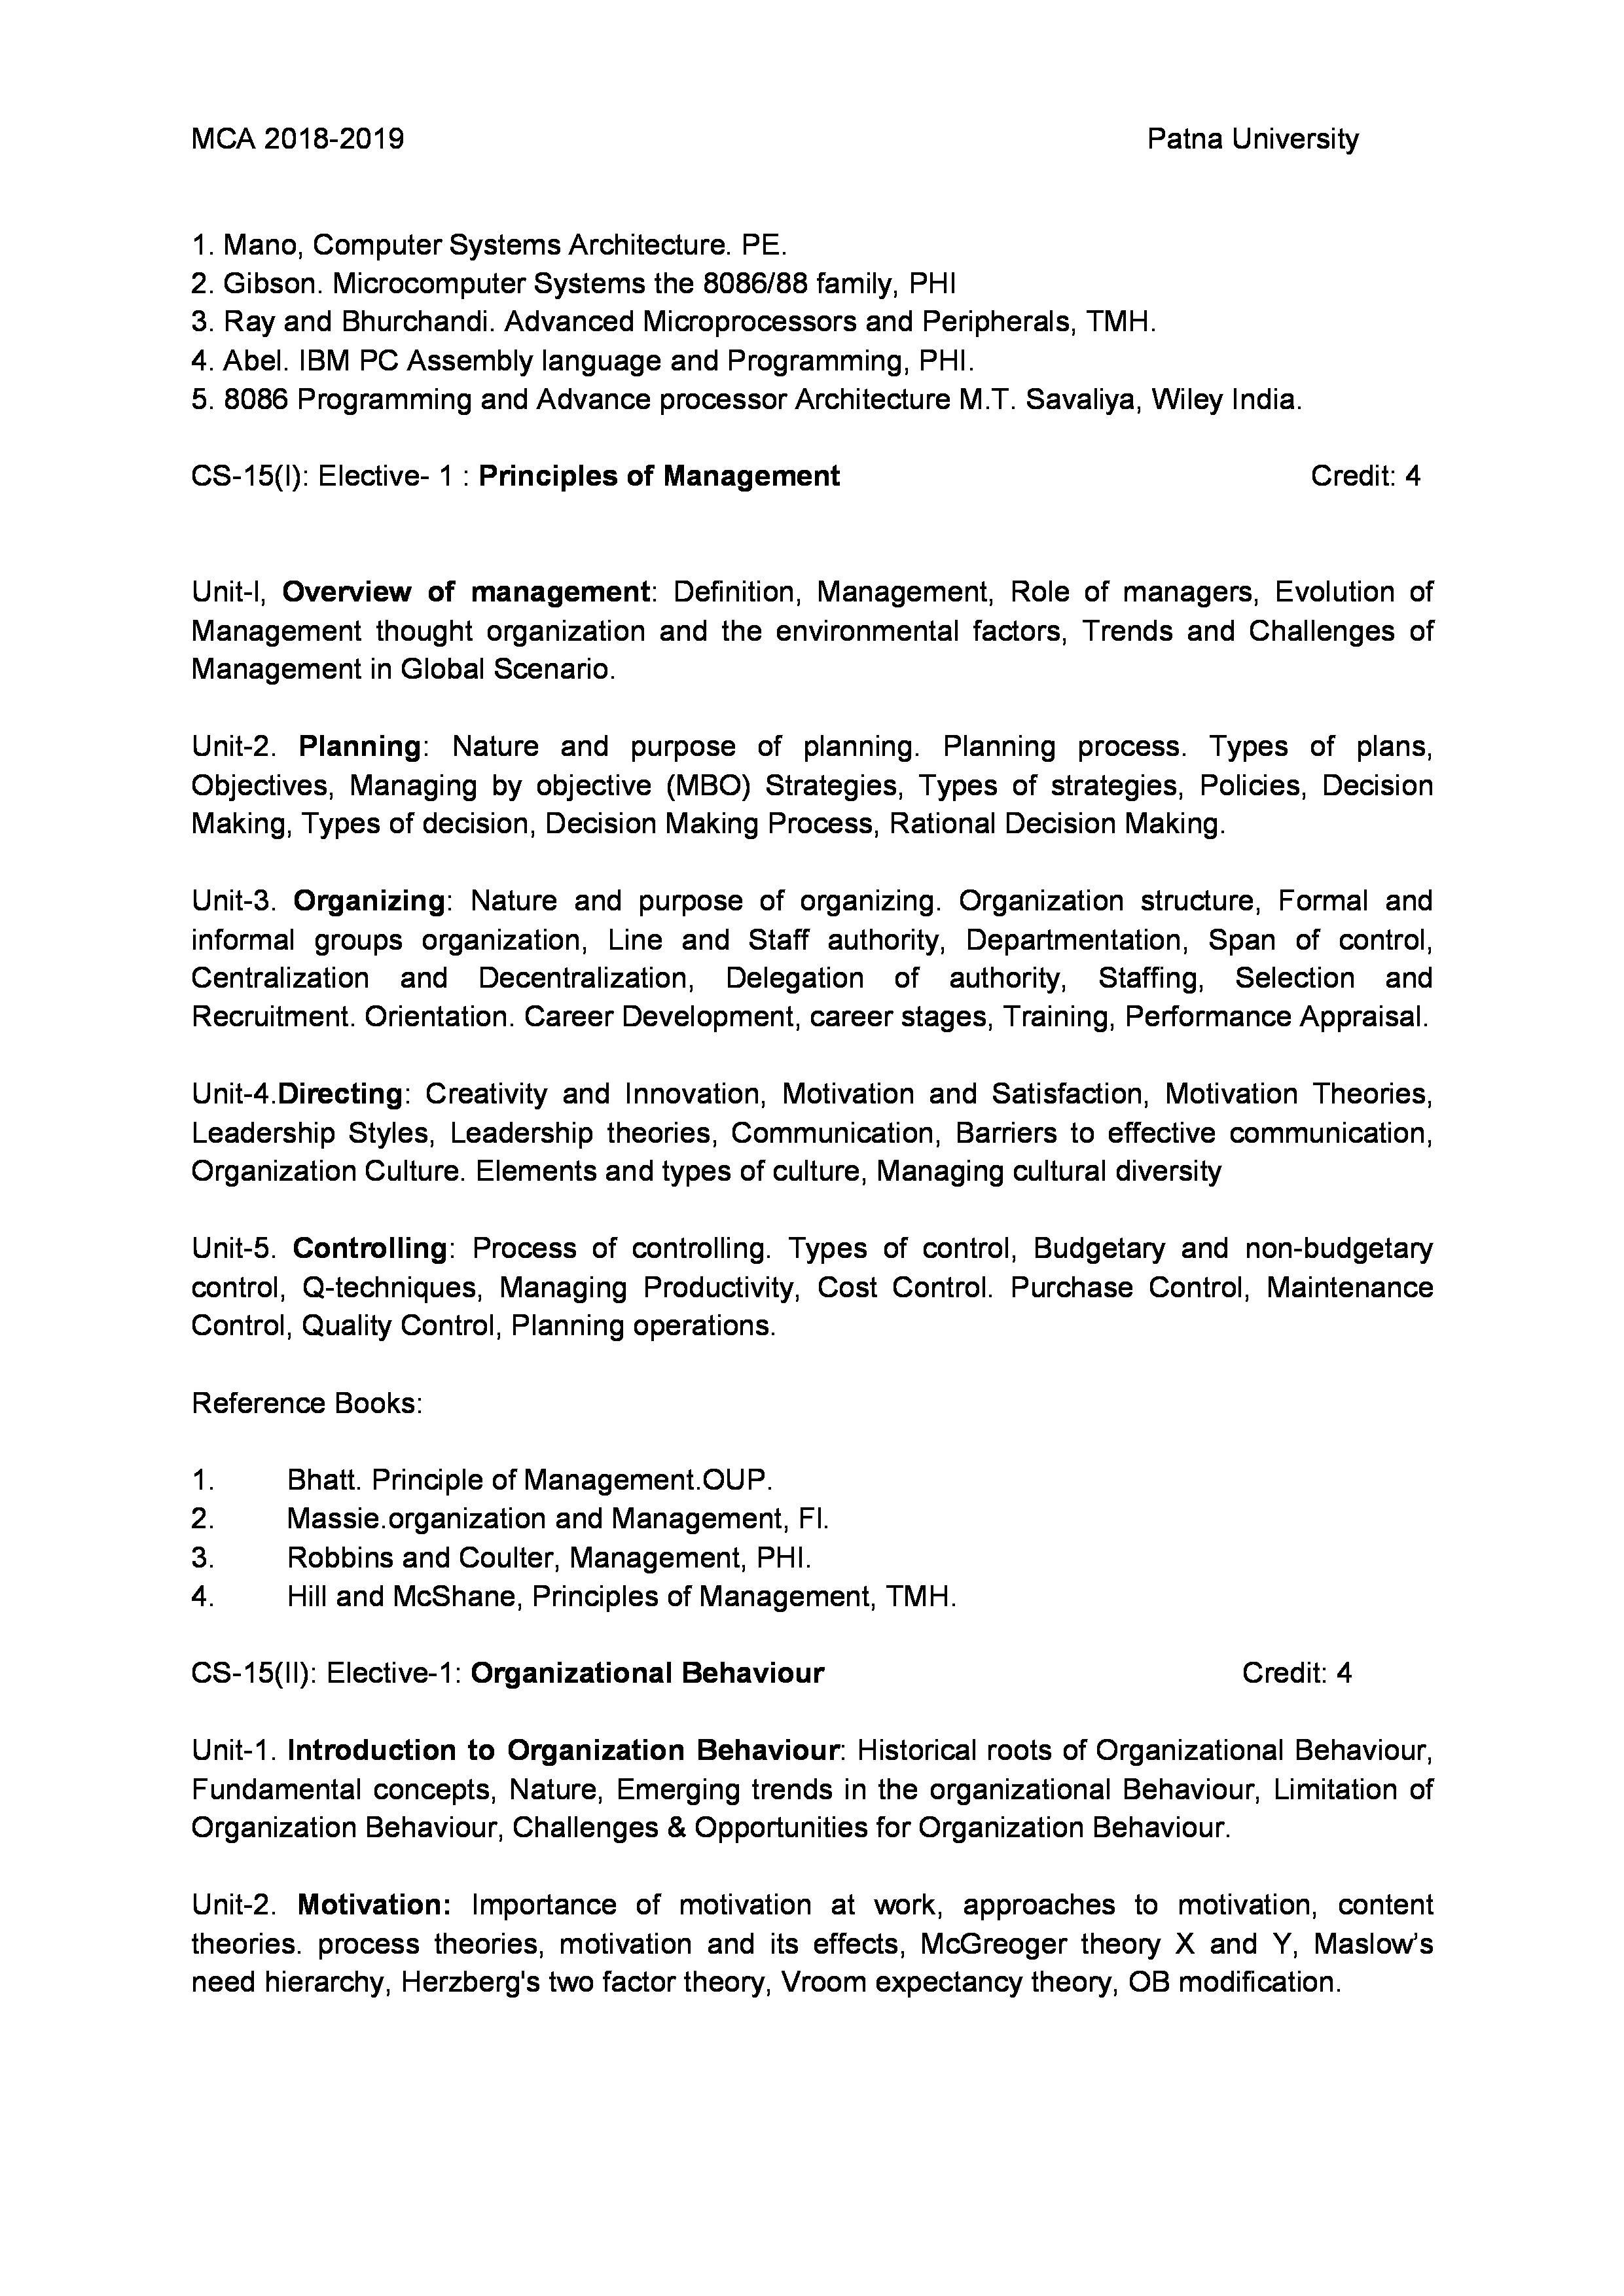 MCA 2018-2019 Patna University
1. Mano, Computer Systems Architecture. PE.
2. Gibson. Microcomputer Systems the 8086/88 family, PHI
3. Ray and Bhurchandi. Advanced Microprocessors and Peripherals, TMH.
4. Abel. IBM PC Assembly language and Programming, PHI.
5. 8086 Programming and Advance processor Architecture M.T. Savaliya, Wiley India.
CS-15(I): Elective- 1 : Principles of Management Credit: 4
Unit-I, Overview of management: Definition, Management, Role of managers, Evolution of
Management thought organization and the environmental factors, Trends and Challenges of
Management in Global Scenario.
Unit-2. Planning: Nature and purpose of planning. Planning process. Types of plans,
Objectives, Managing by objective (MBO) Strategies, Types of strategies, Policies, Decision
Making, Types of decision, Decision Making Process, Rational Decision Making.
Unit-3. Organizing: Nature and purpose of organizing. Organization structure, Formal and
informal groups organization, Line and Staff authority, Departmentation, Span of control,
Centralization and Decentralization, Delegation of authority, Staffing, Selection and
Recruitment. Orientation. Career Development, career stages, Training, Performance Appraisal.
Unit-4.Directing: Creativity and Innovation, Motivation and Satisfaction, Motivation Theories,
Leadership Styles, Leadership theories, Communication, Barriers to effective communication,
Organization Culture. Elements and types of culture, Managing cultural diversity
Unit-5. Controlling: Process of controlling. Types of control, Budgetary and non-budgetary
control, Q-techniques, Managing Productivity, Cost Control. Purchase Control, Maintenance
Control, Quality Control, Planning operations.
Reference Books:
1. Bhatt. Principle of Management.OUP.
2. Massie.organization and Management, FI.
3. Robbins and Coulter, Management, PHI.
4. Hill and McShane, Principles of Management, TMH.
CS-15(II): Elective-1: Organizational Behaviour Credit: 4
Unit-1. Introduction to Organization Behaviour: Historical roots of Organizational Behaviour,
Fundamental concepts, Nature, Emerging trends in the organizational Behaviour, Limitation of
Organization Behaviour, Challenges & Opportunities for Organization Behaviour.
Unit-2. Motivation: Importance of motivation at work, approaches to motivation, content
theories. process theories, motivation and its effects, McGreoger theory X and Y, Maslow’s
need hierarchy, Herzberg's two factor theory, Vroom expectancy theory, OB modification.